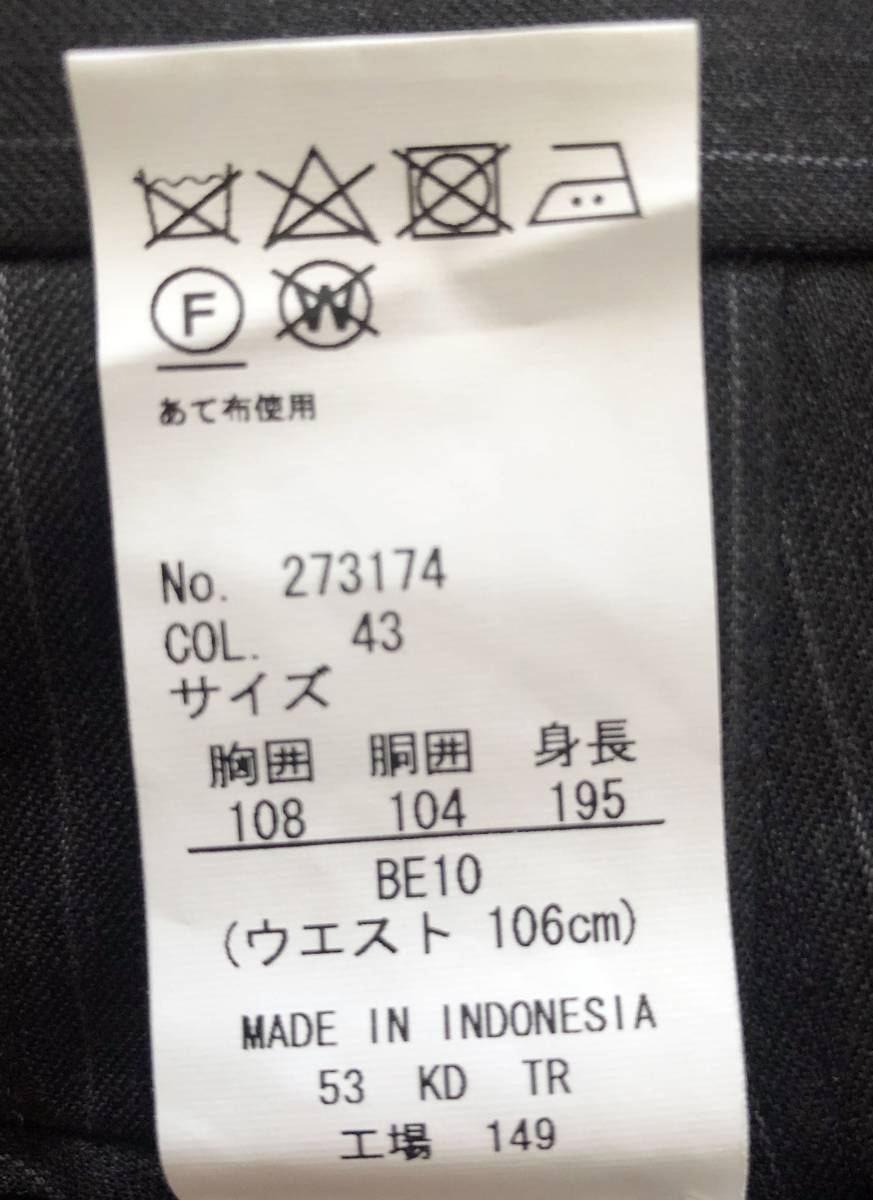 F W
あて布使用
No. 273174
COL. 43
サイズ
胸囲 胴囲 身長
108 104 195
BE10
(ウエスト 106cm)
MADE IN INDONESIA
53 KD TR
工場 149